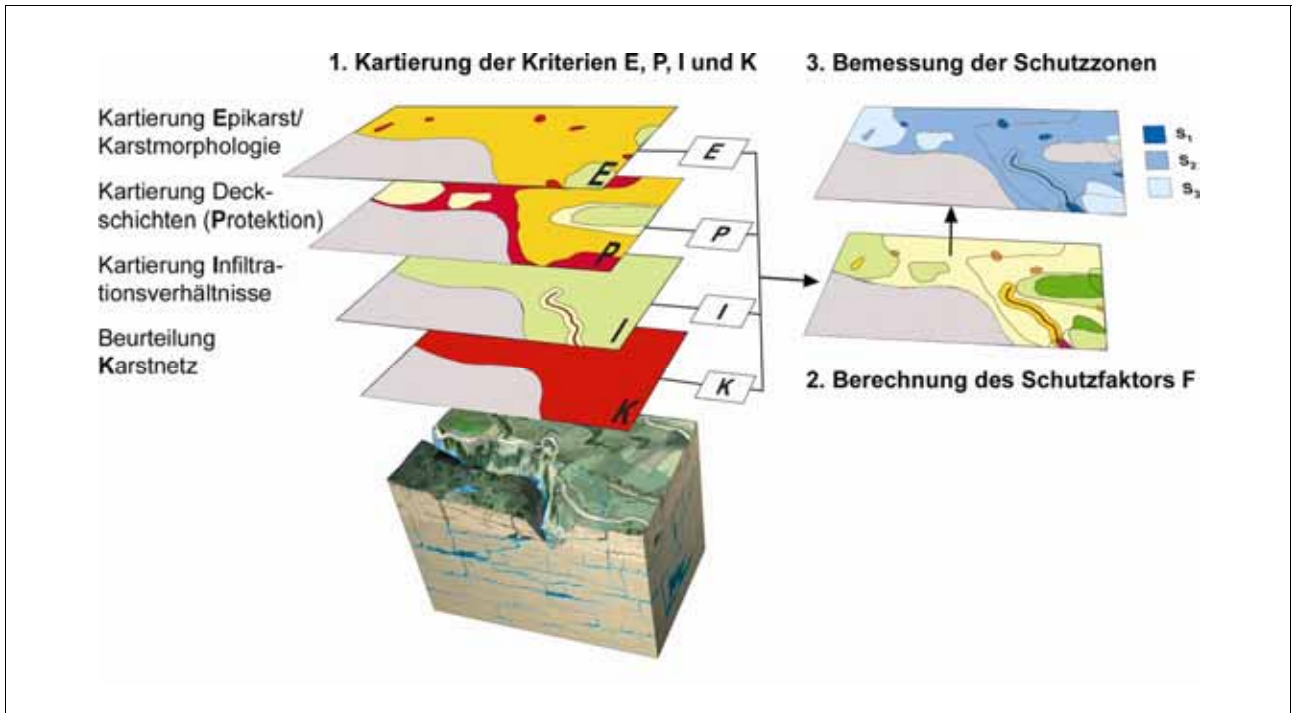 1. Kartierung der Kriterien E, P, I und K
Kartierung Epikarst/
Karstmorphologie
Kartierung Deck-
schichten (Protektion)
Kartierung Infiltra-
tionsverhältnisse
Beurteilung
Karstnetz
E
P
I
K
E
P
I
K
3. Bemessung der Schutzzonen
S₁
S₂
S₃
2. Berechnung des Schutzfaktors F